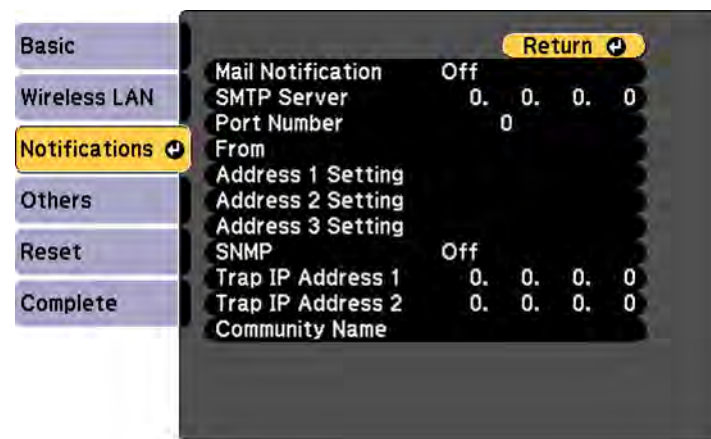 Basic
Wireless LAN
Notifications
Others
Reset
Complete
Return
Mail Notification Off
SMTP Server 0. 0. 0. 0
Port Number 0
From
Address 1 Setting
Address 2 Setting
Address 3 Setting
SNMP Off
Trap IP Address 1 0. 0. 0. 0
Trap IP Address 2 0. 0. 0. 0
Community Name